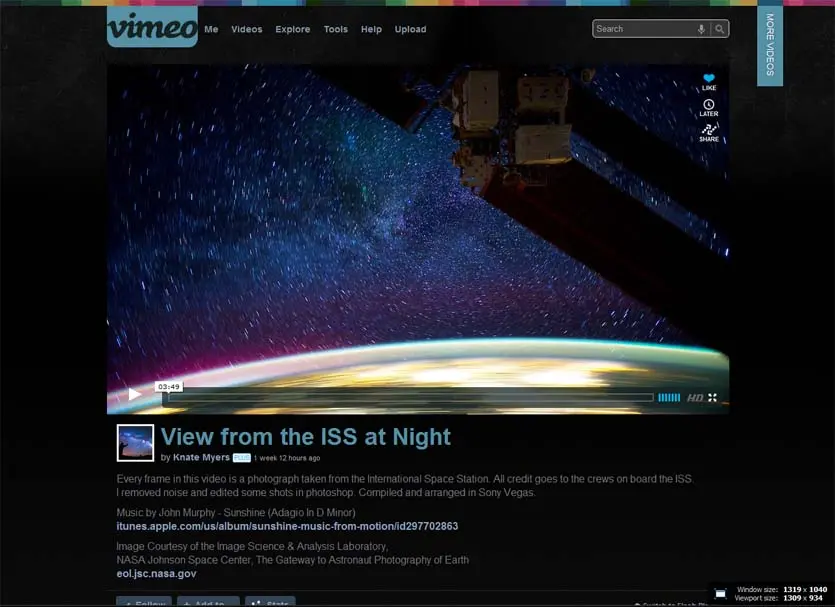 vimeo
Me Videos Explore Tools Help Upload
Search
MORE VIDEOS
LIKE
LATER
SHARE
03:49
HD
View from the ISS at Night
by Knate Myers PLUS 1 week 12 hours ago
Every frame in this video is a photograph taken from the International Space Station. All credit goes to the crews on board the ISS.
I removed noise and edited some shots in photoshop. Compiled and arranged in Sony Vegas.
Music by John Murphy - Sunshine (Adagio In D Minor)
itunes.apple.com/us/album/sunshine-music-from-motion/id297702863
Image Courtesy of the Image Science & Analysis Laboratory,
NASA Johnson Space Center, The Gateway to Astronaut Photography of Earth
eol.jsc.nasa.gov
Follow + Add to Stats
Switch to Flash
Window size: 1319 x 1040
Viewport size: 1309 x 934